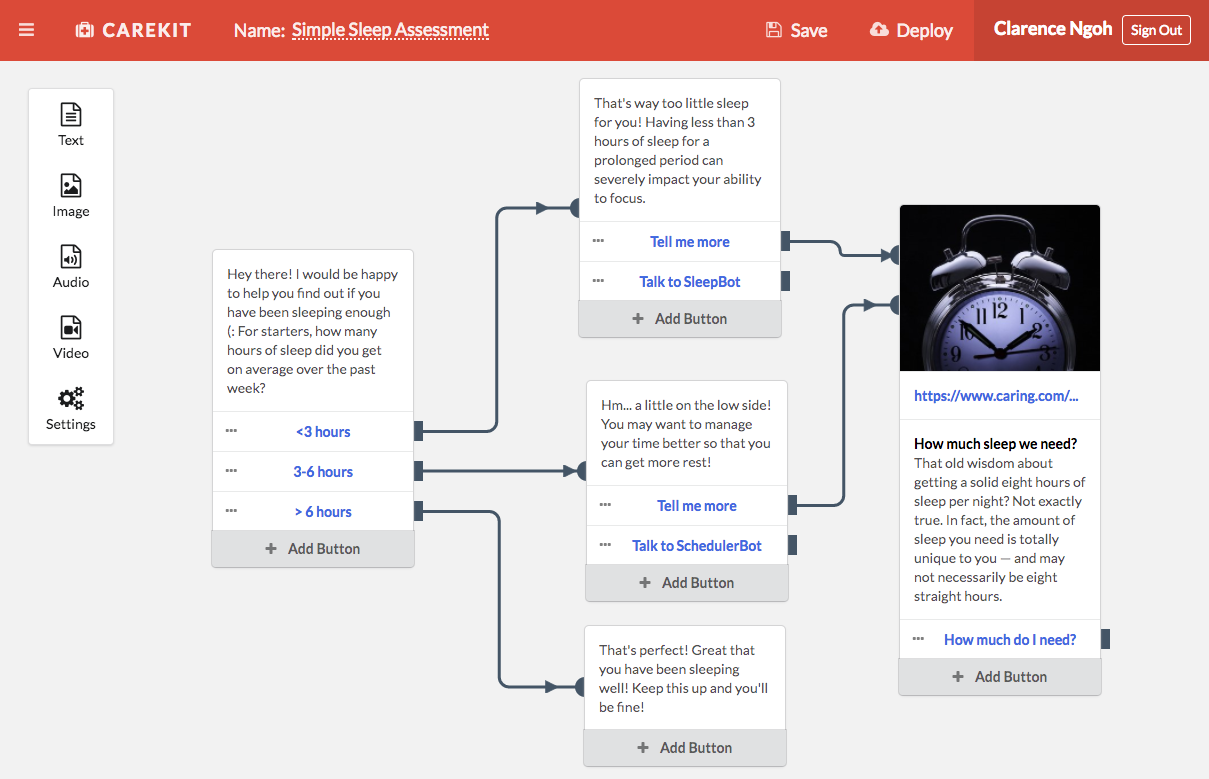 CAREKIT
Name: Simple Sleep Assessment
Save
Deploy
Clarence Ngoh
Sign Out
Text
Image
Audio
Video
Settings
Hey there! I would be happy
to help you find out if you
have been sleeping enough
(: For starters, how many
hours of sleep did you get
on average over the past
week?
<3 hours
3-6 hours
> 6 hours
Add Button
That's way too little sleep
for you! Having less than 3
hours of sleep for a
prolonged period can
severely impact your ability
to focus.
Tell me more
Talk to SleepBot
Add Button
Hm... a little on the low side!
You may want to manage
your time better so that you
can get more rest!
Tell me more
Talk to SchedulerBot
Add Button
That's perfect! Great that
you have been sleeping
well! Keep this up and you'll
be fine!
Add Button
https://www.caring.com/...
How much sleep we need?
That old wisdom about
getting a solid eight hours of
sleep per night? Not exactly
true. In fact, the amount of
sleep you need is totally
unique to you — and may
not necessarily be eight
straight hours.
How much do I need?
Add Button